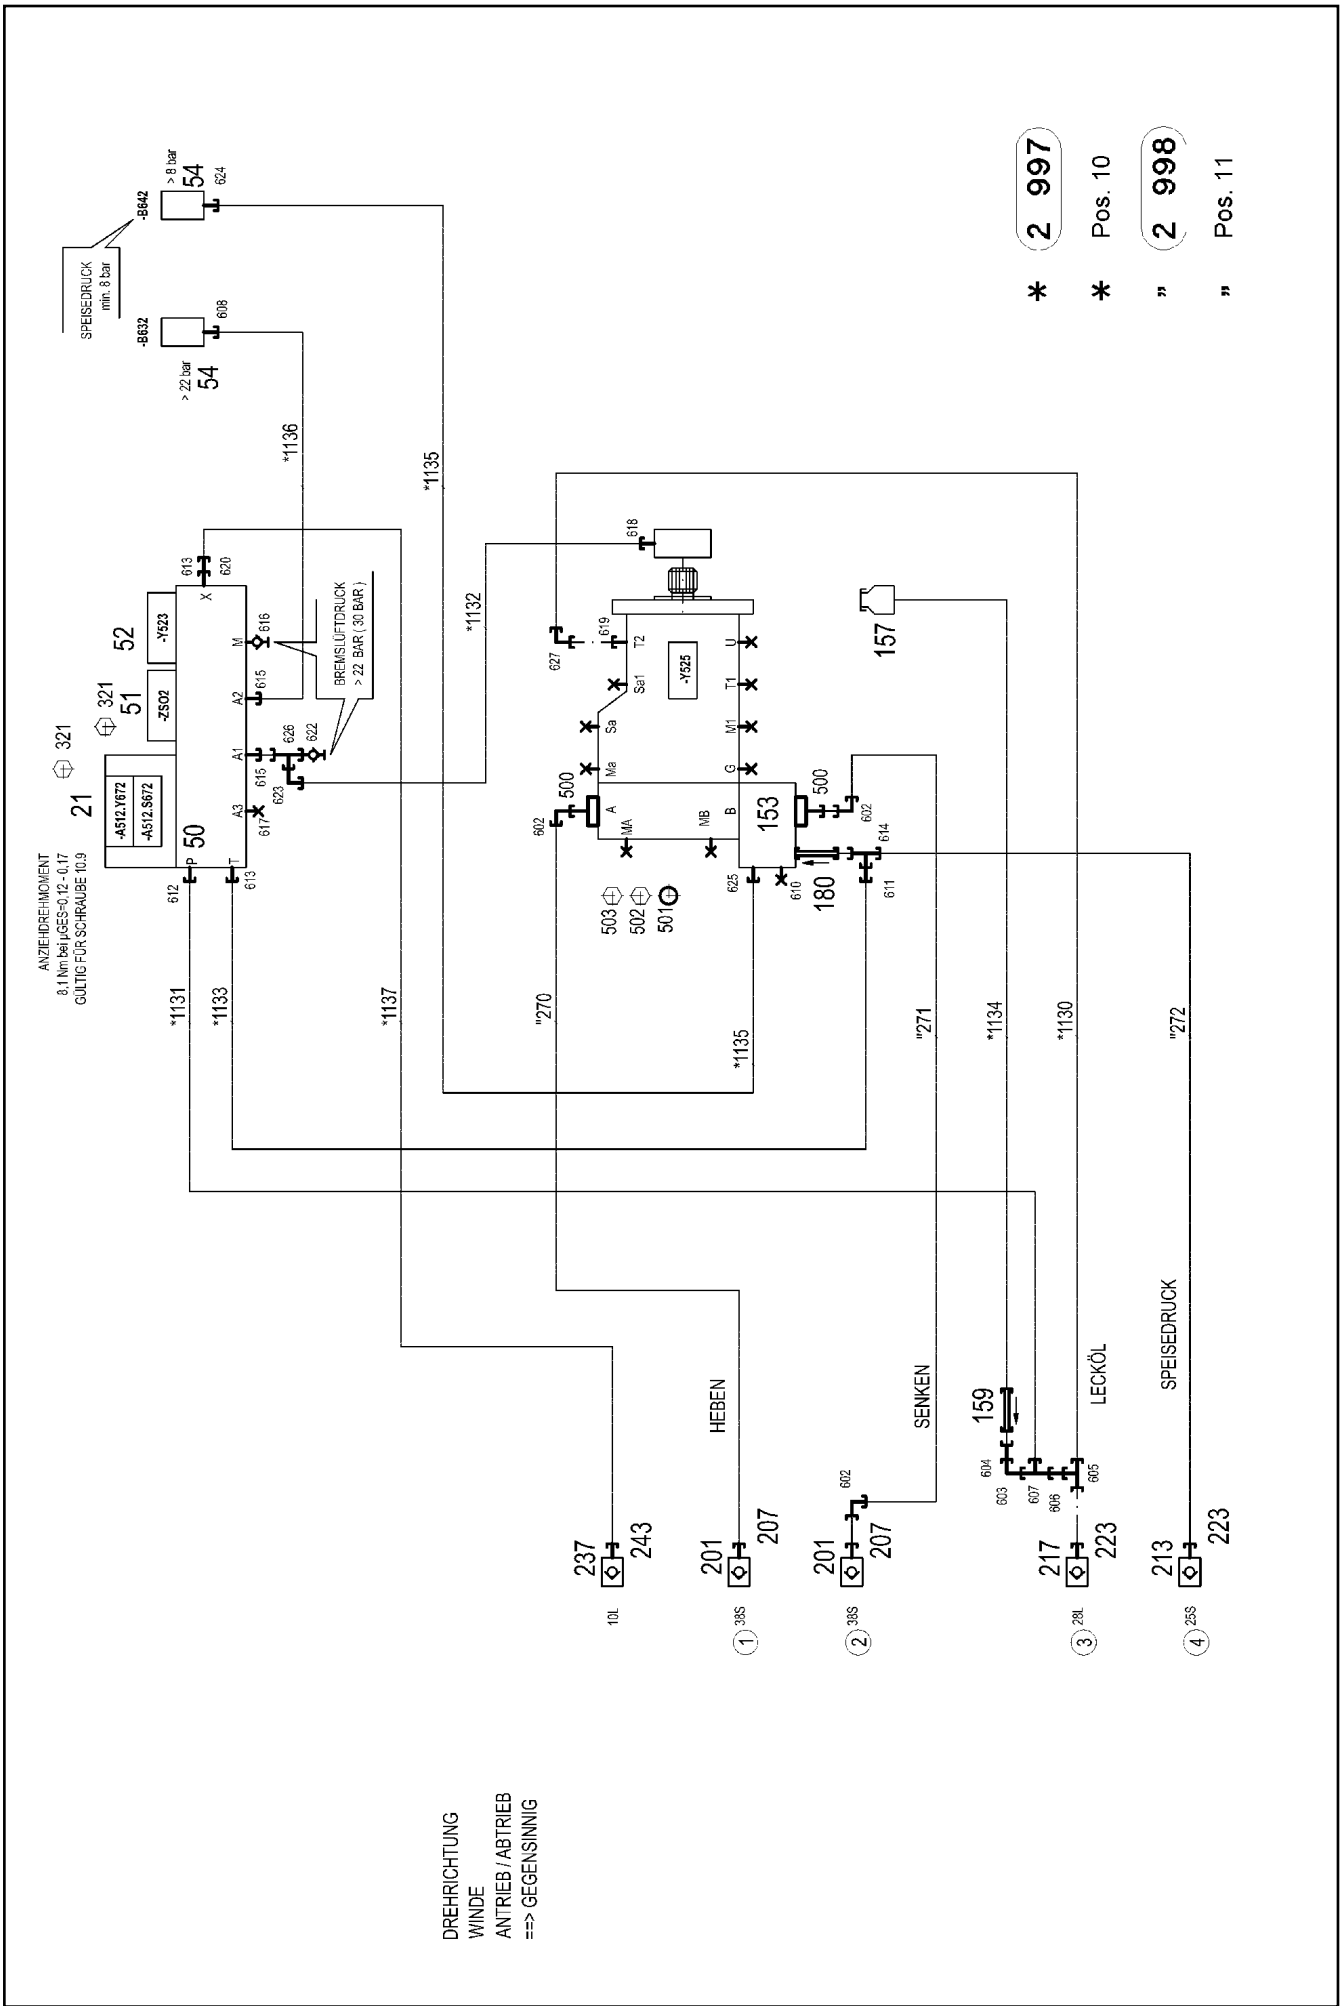 ANZIEHDREHMOMENT
8,1 Nm bei µGES=0,12 - 0,17
GÜLTIG FÜR SCHRAUBE 10.9
21
321
321
51
52
-A512.Y672
-A512.S672
-ZSO2
-Y523
50
P
T
A3
A1
A2
M
X
612
613
617
615
615
616
613
620
626
622
623
BREMSLÜFTDRUCK
> 22 BAR ( 30 BAR )
SPEISEDRUCK
min. 8 bar
-B632
> 22 bar
54
608
-B642
> 8 bar
54
624
*1131
*1133
*1137
*1136
*1135
*1132
"270
*1135
"271
*1134
*1130
"272
602
500
A
MA
MB
B
Ma
Sa
Sa1
T2
619
627
618
-Y525
G
M1
T1
U
153
500
602
614
611
180
610
625
503
502
501
157
DREHRICHTUNG
WINDE
ANTRIEB / ABTRIEB
==> GEGENSINNIG
10L
237
243
1
38S
201
207
HEBEN
2
38S
201
207
602
SENKEN
159
604
603
607
606
605
3
28L
217
223
LECKÖL
4
25S
213
223
SPEISEDRUCK
* 2 997
* Pos. 10
" 2 998
" Pos. 11